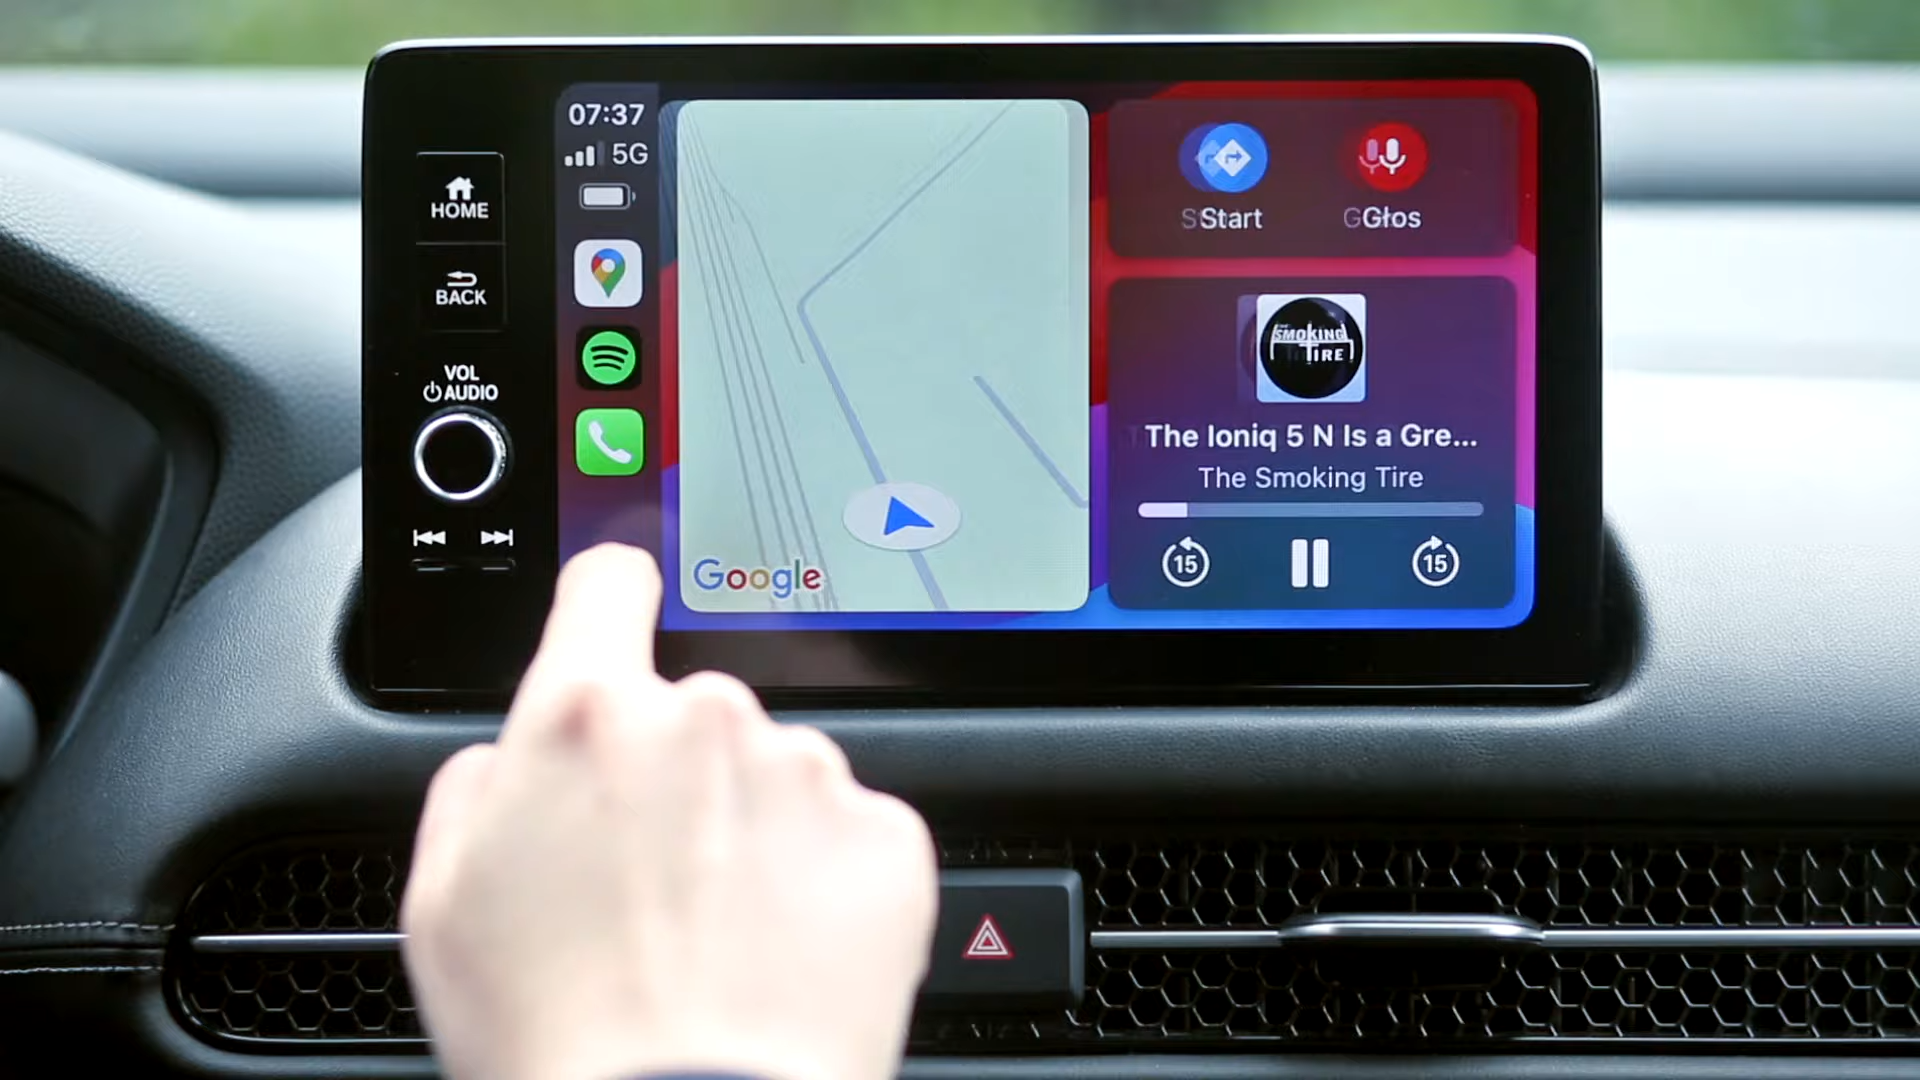 HOME
BACK
VOL
AUDIO
07:37
5G
Google
Start
Głos
SMOKING
TIRE
The Ioniq 5 N Is a Gre...
The Smoking Tire
15
15